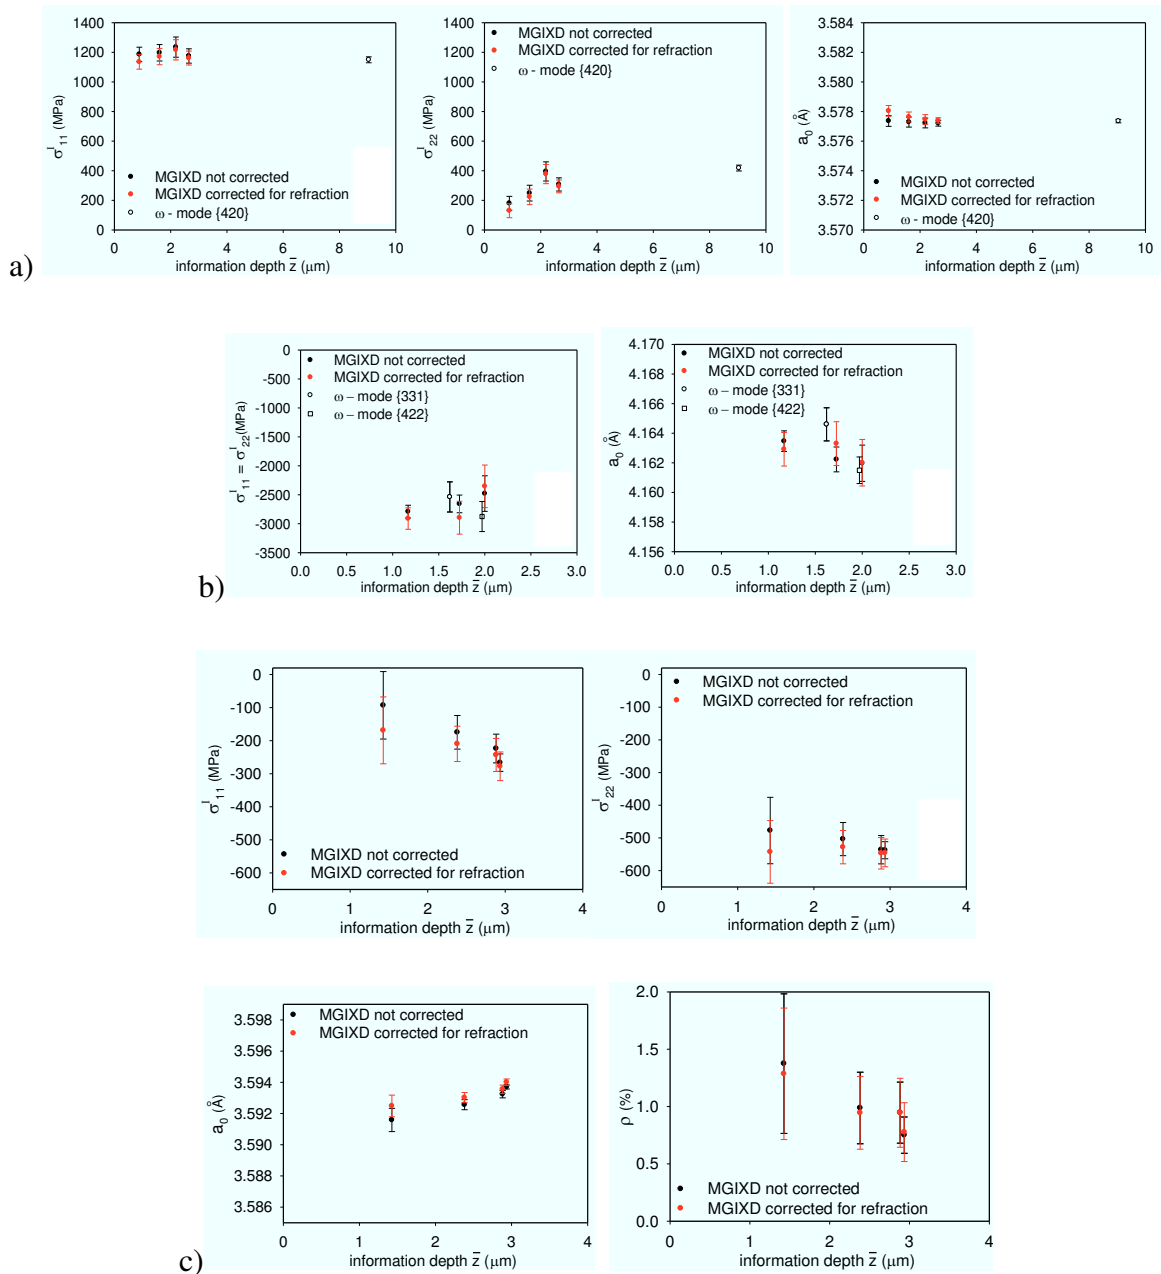 1400
1200
1000
800
600
400
200
0
σ^I_11 (MPa)
MGIXD not corrected
MGIXD corrected for refraction
ω - mode {420}
0 2 4 6 8 10
information depth z̄ (μm)
1400
1200
1000
800
600
400
200
0
σ^I_22 (MPa)
MGIXD not corrected
MGIXD corrected for refraction
ω - mode {420}
0 2 4 6 8 10
information depth z̄ (μm)
3.584
3.582
3.580
3.578
3.576
3.574
3.572
3.570
a_0 (Å)
MGIXD not corrected
MGIXD corrected for refraction
ω - mode {420}
0 2 4 6 8 10
information depth z̄ (μm)
a)
0
-500
-1000
-1500
-2000
-2500
-3000
-3500
σ^I_11 = σ^I_22 (MPa)
MGIXD not corrected
MGIXD corrected for refraction
ω – mode {331}
ω – mode {422}
0.0 0.5 1.0 1.5 2.0 2.5 3.0
information depth z̄ (μm)
4.170
4.168
4.166
4.164
4.162
4.160
4.158
4.156
a_0 (Å)
MGIXD not corrected
MGIXD corrected for refraction
ω – mode {331}
ω – mode {422}
0.0 0.5 1.0 1.5 2.0 2.5 3.0
information depth z̄ (μm)
b)
0
-100
-200
-300
-400
-500
-600
σ^I_11 (MPa)
MGIXD not corrected
MGIXD corrected for refraction
0 1 2 3 4
information depth z̄ (μm)
0
-100
-200
-300
-400
-500
-600
σ^I_22 (MPa)
MGIXD not corrected
MGIXD corrected for refraction
0 1 2 3 4
information depth z̄ (μm)
3.598
3.596
3.594
3.592
3.590
3.588
3.586
a_0 (Å)
MGIXD not corrected
MGIXD corrected for refraction
0 1 2 3 4
information depth z̄ (μm)
2.0
1.5
1.0
0.5
0.0
ρ (%)
MGIXD not corrected
MGIXD corrected for refraction
0 1 2 3 4
information depth z̄ (μm)
c)